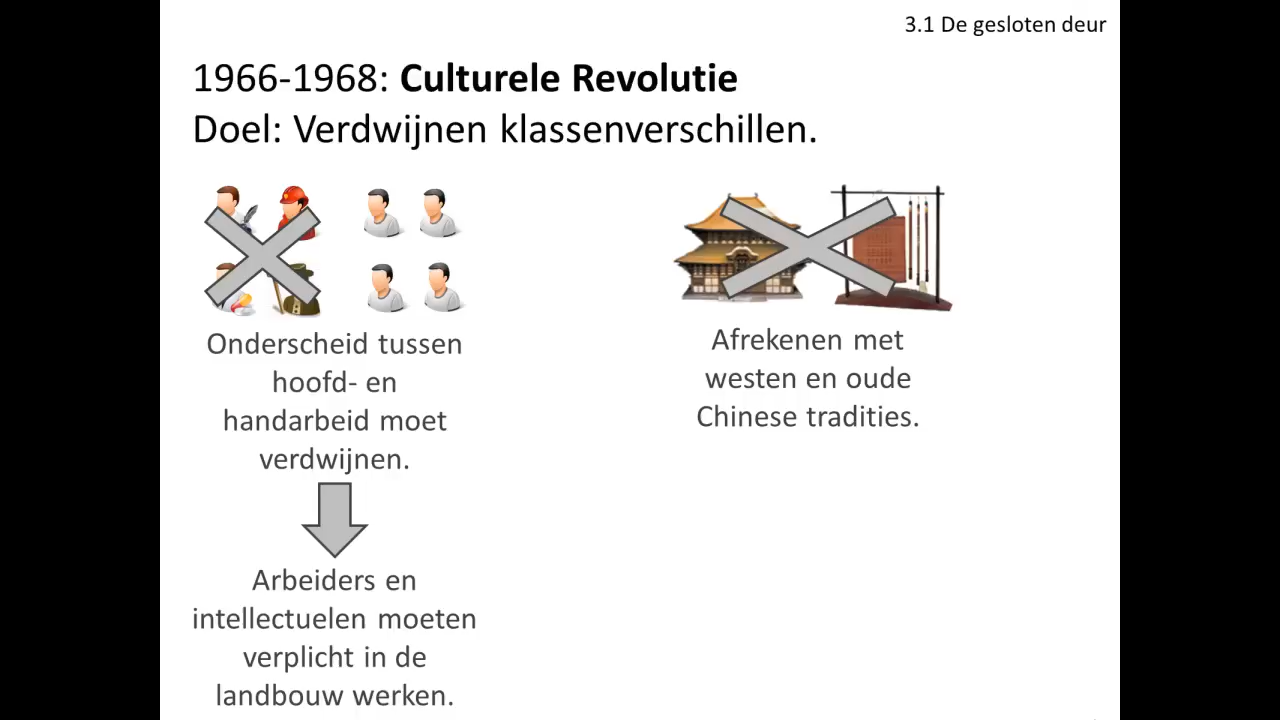 3.1 De gesloten deur
1966-1968: Culturele Revolutie
Doel: Verdwijnen klassenverschillen.
Onderscheid tussen
hoofd- en
handarbeid moet
verdwijnen.
Arbeiders en
intellectuelen moeten
verplicht in de
landbouw werken.
Afrekenen met
westen en oude
Chinese tradities.